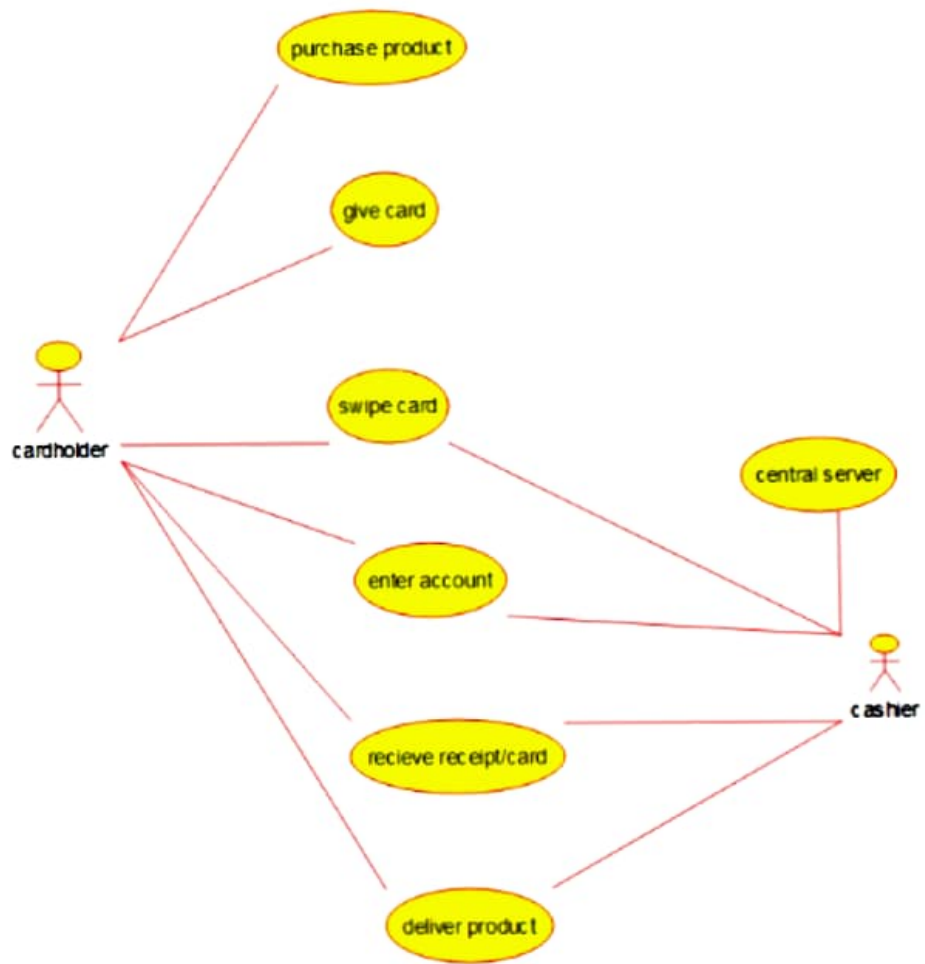 purchase product
give card
cardholder
swipe card
central server
enter account
cashier
recieve receipt/card
deliver product